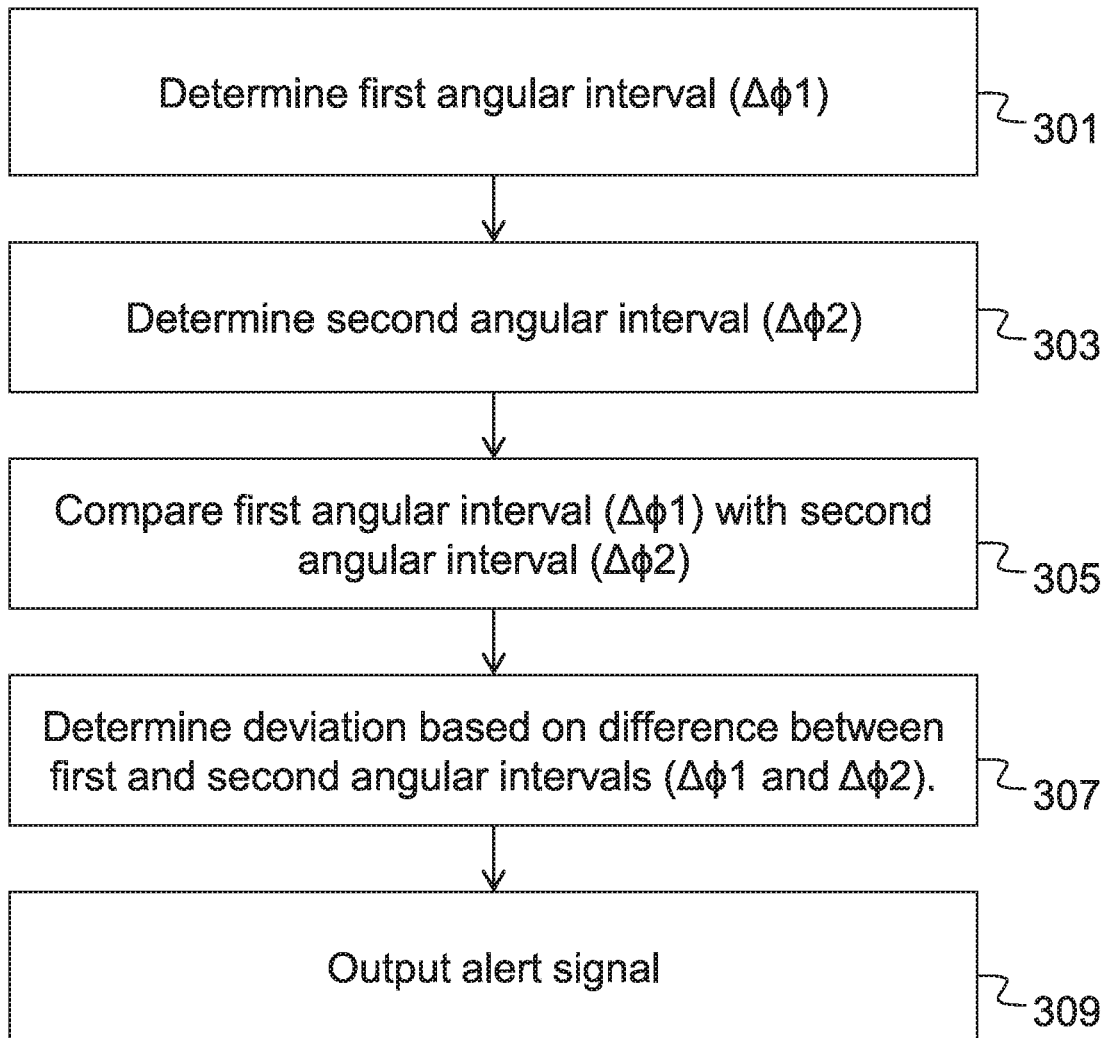 Determine first angular interval (Δϕ1)
301
Determine second angular interval (Δϕ2)
303
Compare first angular interval (Δϕ1) with second
angular interval (Δϕ2)
305
Determine deviation based on difference between
first and second angular intervals (Δϕ1 and Δϕ2).
307
Output alert signal
309